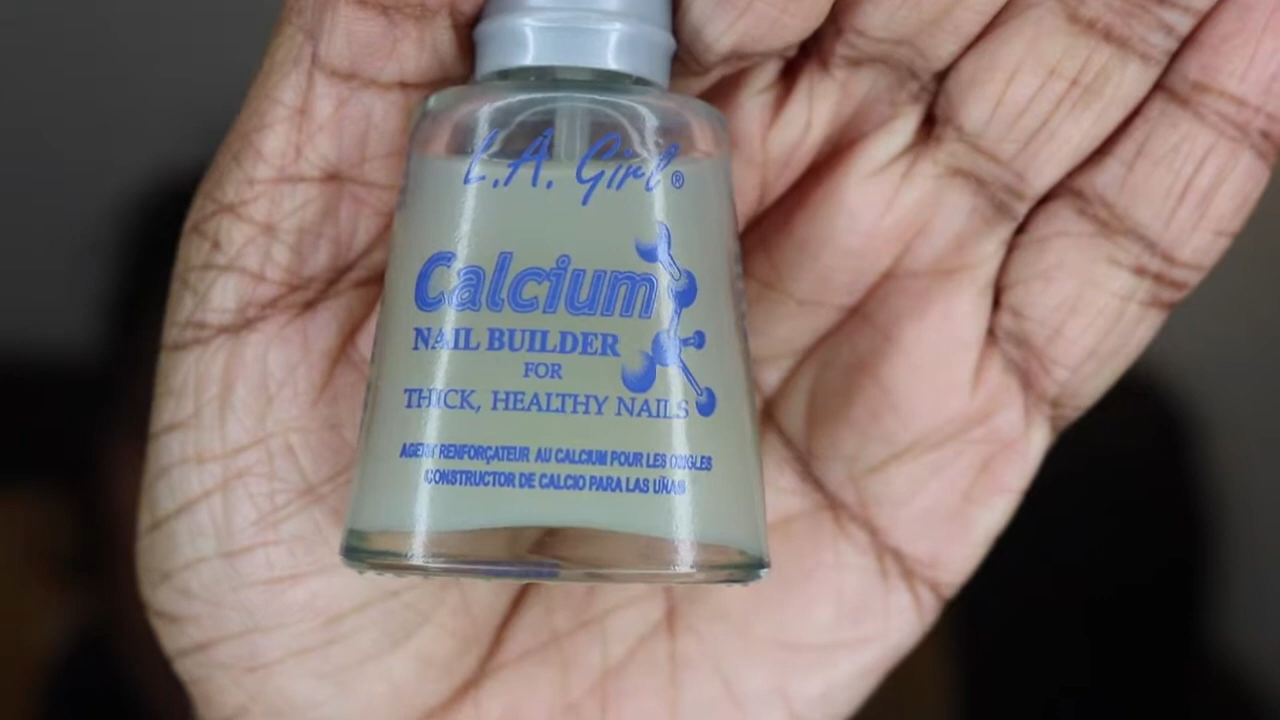 L.A. Girl®
Calcium
NAIL BUILDER
FOR
THICK, HEALTHY NAILS
AGENT RENFORÇATEUR AU CALCIUM POUR LES ONGLES
CONSTRUCTOR DE CALCIO PARA LAS UÑAS